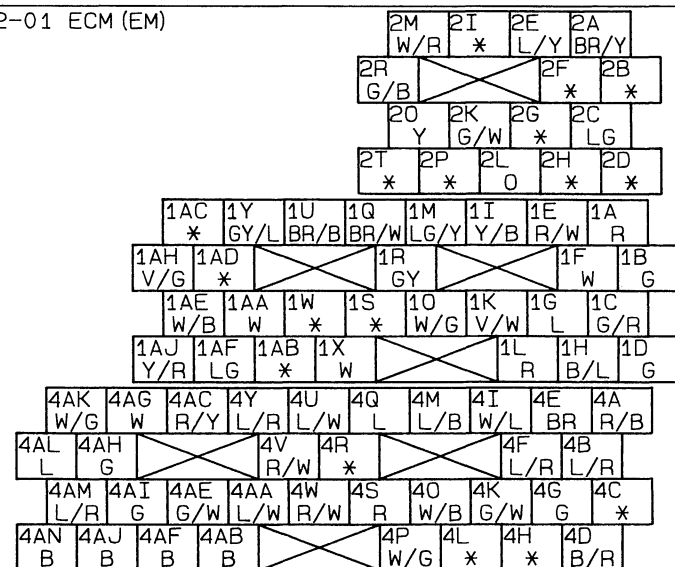 2-01 ECM (EM)
2M 2I 2E 2A
W/R * L/Y BR/Y
2R 2F 2B
G/B * *
2O 2K 2G 2C
Y G/W * LG
2T 2P 2L 2H 2D
* * O * *
1AC 1Y 1U 1Q 1M 1I 1E 1A
* GY/L BR/B BR/W LG/Y Y/B R/W R
1AH 1AD 1R 1F 1B
V/G * GY W G
1AE 1AA 1W 1S 1O 1K 1G 1C
W/B W * * W/G V/W L G/R
1AJ 1AF 1AB 1X 1L 1H 1D
Y/R LG * W R B/L G
4AK 4AG 4AC 4Y 4U 4Q 4M 4I 4E 4A
W/G W R/Y L/R L/W L L/B W/L BR R/B
4AL 4AH 4V 4R 4F 4B
L G R/W * L/R L/R
4AM 4AI 4AE 4AA 4W 4S 4O 4K 4G 4C
L/R G G/W L/W R/W R W/B G/W G *
4AN 4AJ 4AF 4AB 4P 4L 4H 4D
B B B B W/G * * B/R